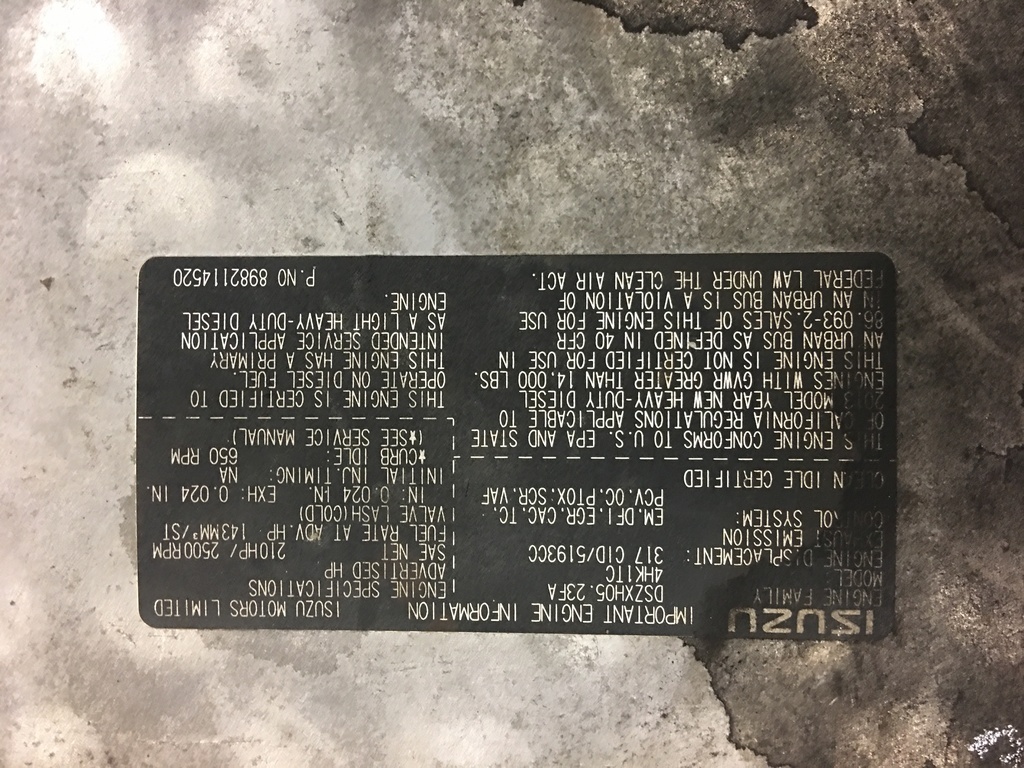 ISUZU IMPORTANT ENGINE INFORMATION ISUZU MOTORS LIMITED
ENGINE FAMILY DSZXH05.23FA
MODEL 4HK1TC
ENGINE DISPLACEMENT: 317 CID/5193CC
EXHAUST EMISSION
CONTROL SYSTEM: EM.DFI.EGR.CAC.TC.
PCV.OC.PTOX.SCR.VAF
CLEAN IDLE CERTIFIED
THIS ENGINE CONFORMS TO U.S. EPA AND STATE
OF CALIFORNIA REGULATIONS APPLICABLE TO
2013 MODEL YEAR NEW HEAVY-DUTY DIESEL
ENGINES WITH GVWR GREATER THAN 14,000 LBS.
THIS ENGINE IS NOT CERTIFIED FOR USE IN
AN URBAN BUS AS DEFINED IN 40 CFR
86.093-2. SALES OF THIS ENGINE FOR USE
IN AN URBAN BUS IS A VIOLATION OF
FEDERAL LAW UNDER THE CLEAN AIR ACT.
ENGINE SPECIFICATIONS
ADVERTISED HP
SAE NET 210HP/ 2500RPM
FUEL RATE AT ADV. HP 143MM³/ST
VALVE LASH(COLD)
IN: 0.024 IN. EXH: 0.024 IN.
INITIAL INJ.TIMING: NA
★CURB IDLE: 650 RPM
(★SEE SERVICE MANUAL)
THIS ENGINE IS CERTIFIED TO
OPERATE ON DIESEL FUEL
THIS ENGINE HAS A PRIMARY
INTENDED SERVICE APPLICATION
AS A LIGHT HEAVY-DUTY DIESEL
ENGINE.
P.NO 8982114520